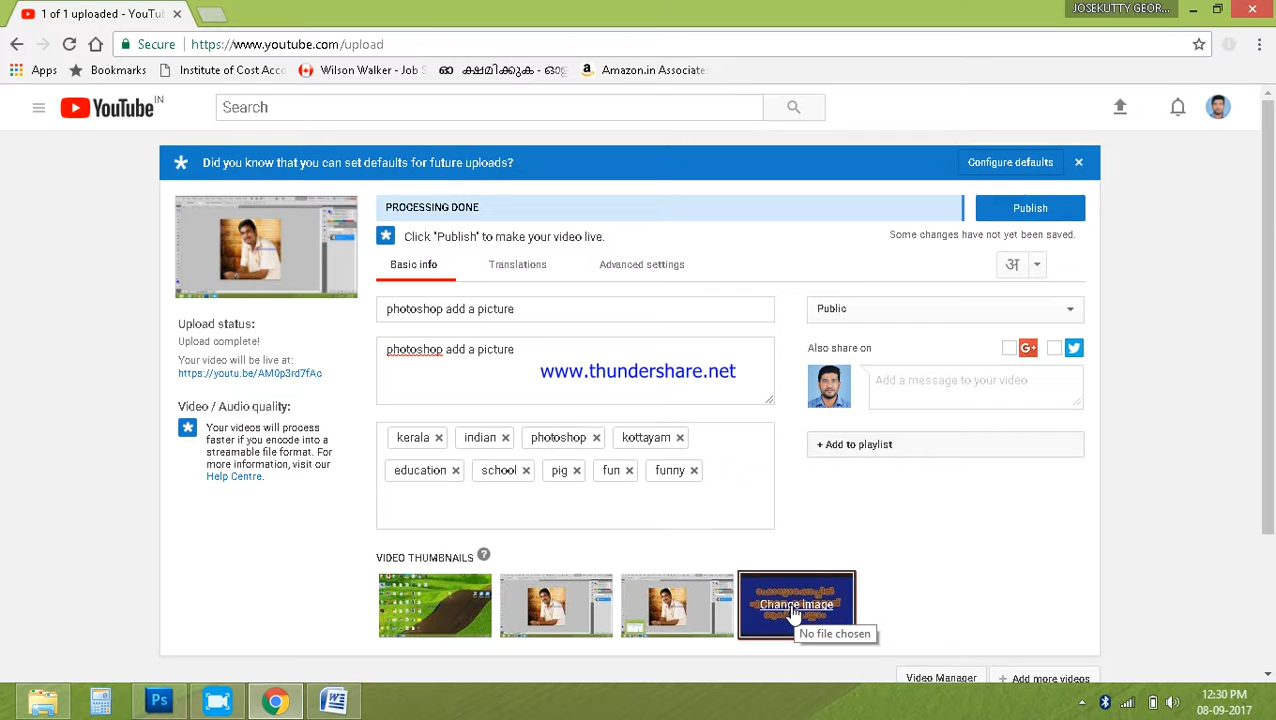 1 of 1 uploaded - YouTu
JOSEKUTTY GEOR...
Secure
https://www.youtube.com/upload
Apps
Bookmarks
Institute of Cost Acco
Wilson Walker - Job S
ഓ ക്ഷമിക്കുക - ഓള
Amazon.in Associate
YouTube IN
Search
Did you know that you can set defaults for future uploads?
Configure defaults
PROCESSING DONE
Publish
Click "Publish" to make your video live.
Some changes have not yet been saved.
Basic info
Translations
Advanced settings
अ
photoshop add a picture
Public
Upload status:
Upload complete!
Your video will be live at:
https://youtu.be/AM0p3rd7fAc
photoshop add a picture
www.thundershare.net
Also share on
G+
Add a message to your video
Video / Audio quality:
Your videos will process
faster if you encode into a
streamable file format. For
more information, visit our
Help Centre.
kerala
indian
photoshop
kottayam
+ Add to playlist
education
school
pig
fun
funny
VIDEO THUMBNAILS
Change image
No file chosen
Video Manager
+ Add more videos
Ps
12:30 PM
08-09-2017